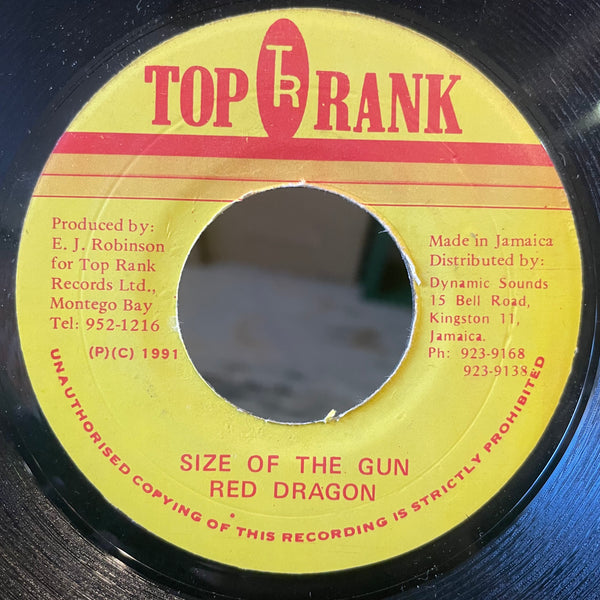 TOP TR RANK
Produced by:
E. J. Robinson
for Top Rank
Records Ltd.,
Montego Bay
Tel: 952-1216
(P)(C) 1991
Made in Jamaica
Distributed by:
Dynamic Sounds
15 Bell Road,
Kingston 11,
Jamaica.
Ph: 923-9168
923-9138
SIZE OF THE GUN
RED DRAGON
UNAUTHORISED COPYING OF THIS RECORDING IS STRICTLY PROHIBITED